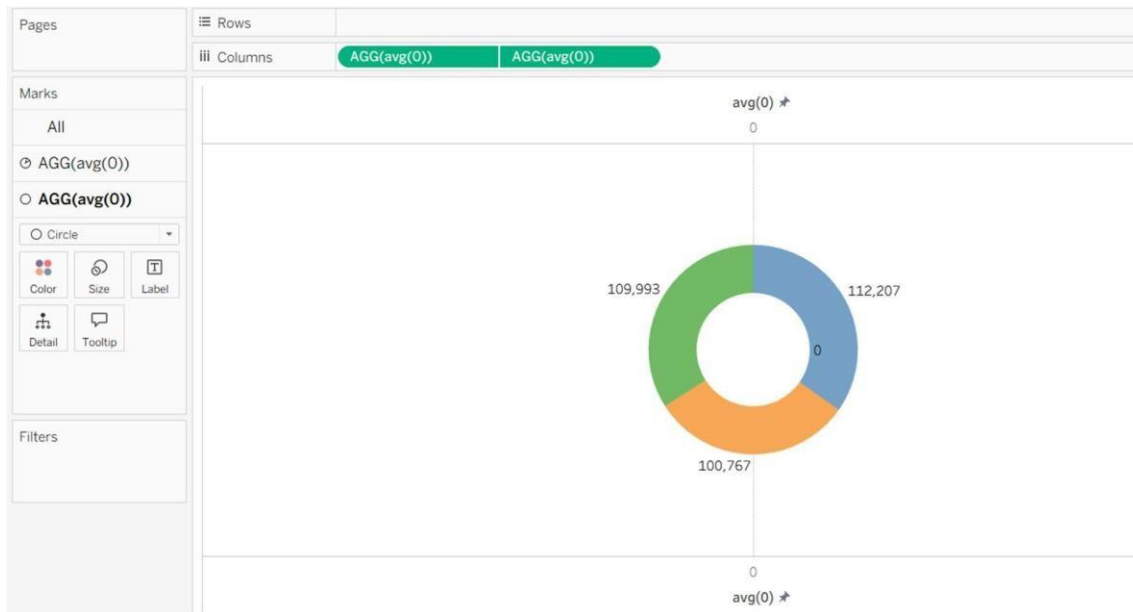 Pages
Rows
Columns
AGG(avg(0))
AGG(avg(0))
Marks
All
AGG(avg(0))
AGG(avg(0))
Circle
Color
Size
Label
Detail
Tooltip
Filters
avg(0)
0
109,993
112,207
0
100,767
0
avg(0)